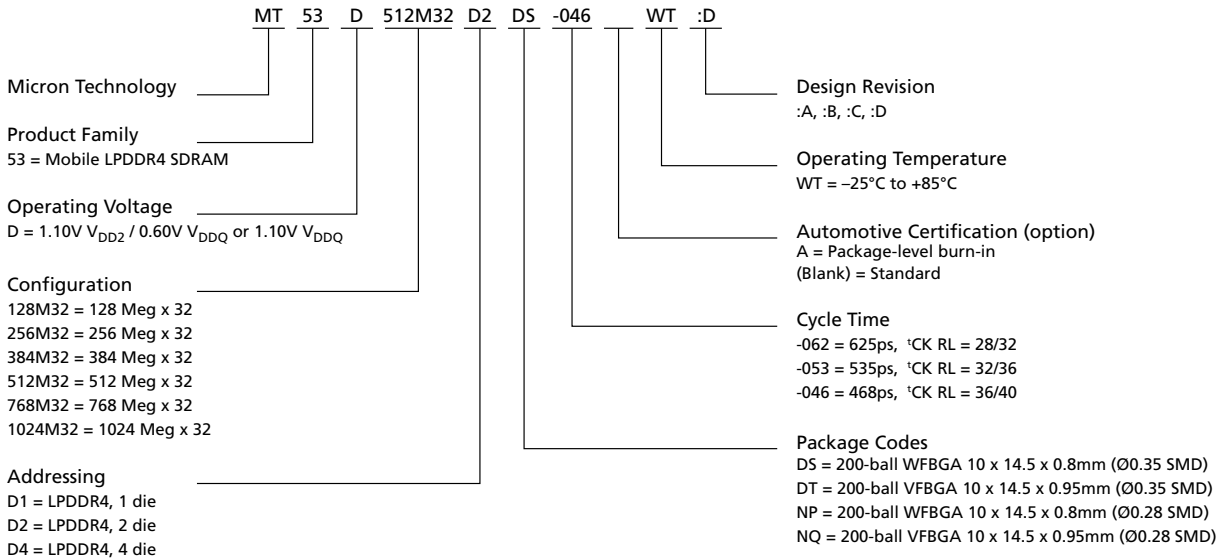 MT 53 D 512M32 D2 DS -046 WT :D
Micron Technology
Product Family
53 = Mobile LPDDR4 SDRAM
Operating Voltage
D = 1.10V VDD2 / 0.60V VDDQ or 1.10V VDDQ
Configuration
128M32 = 128 Meg x 32
256M32 = 256 Meg x 32
384M32 = 384 Meg x 32
512M32 = 512 Meg x 32
768M32 = 768 Meg x 32
1024M32 = 1024 Meg x 32
Addressing
D1 = LPDDR4, 1 die
D2 = LPDDR4, 2 die
D4 = LPDDR4, 4 die
Design Revision
:A, :B, :C, :D
Operating Temperature
WT = –25°C to +85°C
Automotive Certification (option)
A = Package-level burn-in
(Blank) = Standard
Cycle Time
-062 = 625ps, tCK RL = 28/32
-053 = 535ps, tCK RL = 32/36
-046 = 468ps, tCK RL = 36/40
Package Codes
DS = 200-ball WFBGA 10 x 14.5 x 0.8mm (Ø0.35 SMD)
DT = 200-ball VFBGA 10 x 14.5 x 0.95mm (Ø0.35 SMD)
NP = 200-ball WFBGA 10 x 14.5 x 0.8mm (Ø0.28 SMD)
NQ = 200-ball VFBGA 10 x 14.5 x 0.95mm (Ø0.28 SMD)